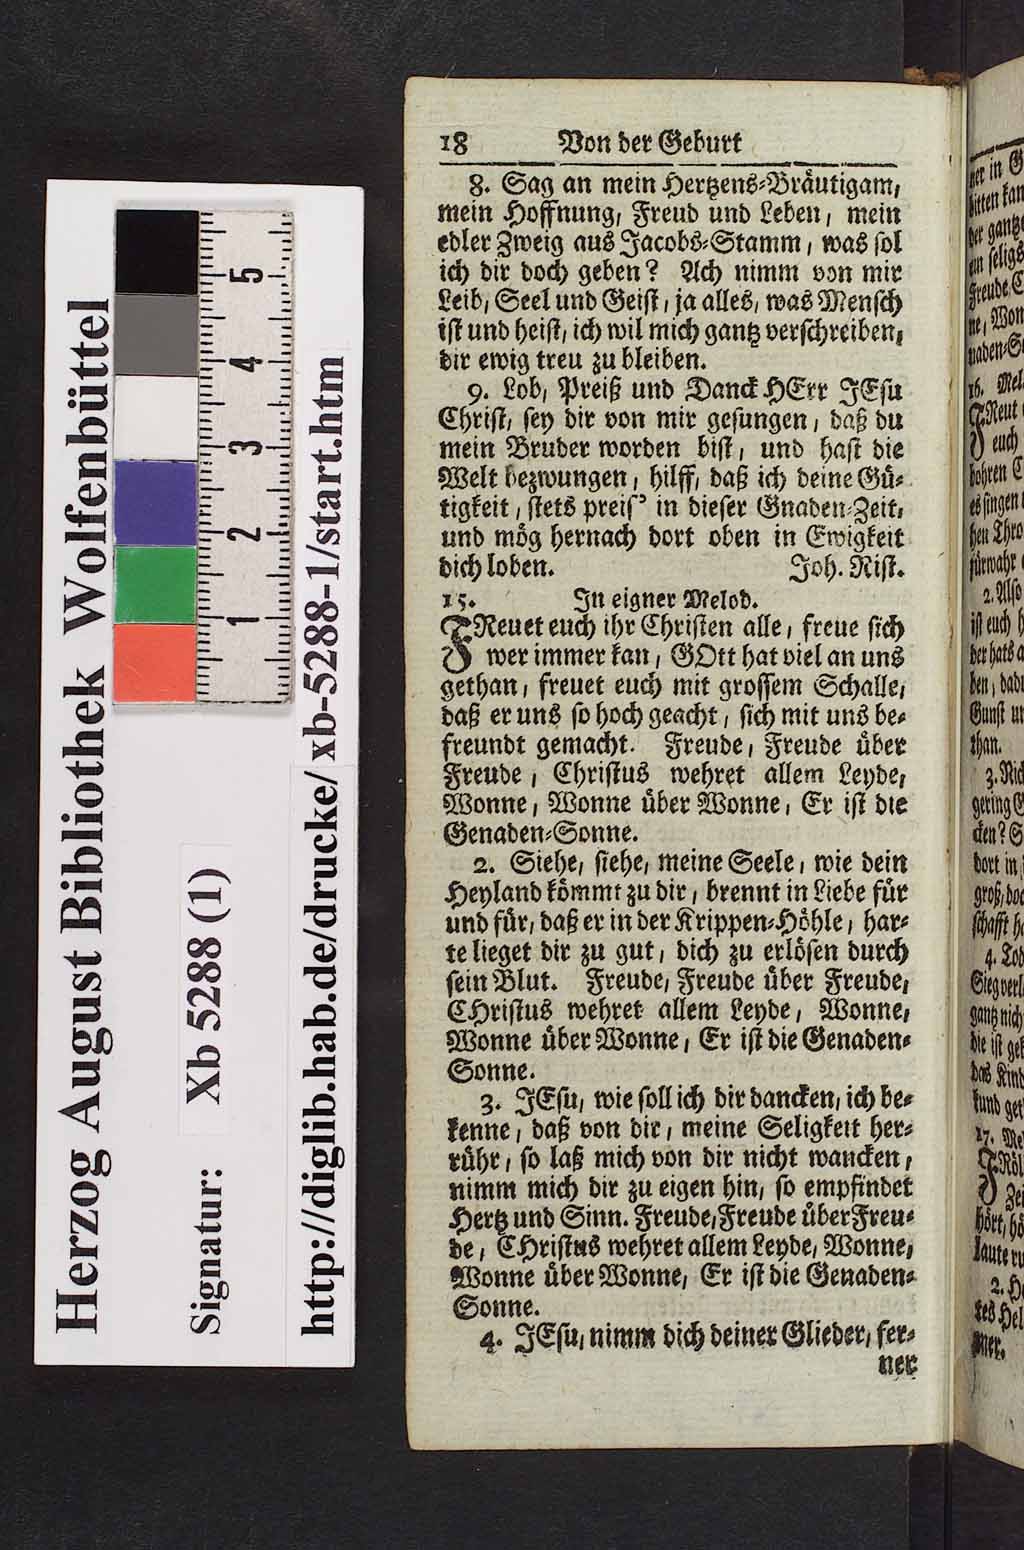 18 Von der Geburt
8. Sag an mein Hertzens-Bräutigam,
mein Hoffnung, Freud und Leben, mein
edler Zweig aus Jacobs-Stamm, was sol
ich dir doch geben? Ach nimm von mir
Leib, Seel und Geist, ja alles, was Mensch
ist und heist, ich wil mich gantz verschreiben,
dir ewig treu zu bleiben.
9. Lob, Preiß und Danck HErr JEsu
Christ, sey dir von mir gesungen, daß du
mein Bruder worden bist, und hast die
Welt bezwungen, hilff, daß ich deine Gü-
tigkeit, stets preis' in dieser Gnaden-Zeit,
und mög hernach dort oben in Ewigkeit
dich loben. Joh. Rist.
15. In eigner Melod.
FReuet euch ihr Christen alle, freue sich
wer immer kan, GOtt hat viel an uns
gethan, freuet euch mit grossem Schalle,
daß er uns so hoch geacht, sich mit uns be-
freundt gemacht. Freude, Freude über
Freude, Christus wehret allem Leyde,
Wonne, Wonne über Wonne, Er ist die
Genaden-Sonne.
2. Siehe, siehe, meine Seele, wie dein
Heyland kömmt zu dir, brennt in Liebe für
und für, daß er in der Krippen-Höhle, har-
te lieget dir zu gut, dich zu erlösen durch
sein Blut. Freude, Freude über Freude,
CHristus wehret allem Leyde, Wonne,
Wonne über Wonne, Er ist die Genaden-
Sonne.
3. JEsu, wie soll ich dir dancken, ich be-
kenne, daß von dir, meine Seligkeit her-
rühr, so laß mich von dir nicht wancken,
nimm mich dir zu eigen hin, so empfindet
Hertz und Sinn. Freude, Freude über Freu-
de, CHristus wehret allem Leyde, Wonne,
Wonne über Wonne, Er ist die Genaden-
Sonne.
4. JEsu, nimm dich deiner Glieder, fer-
ner
Herzog August Bibliothek Wolfenbüttel
Signatur: Xb 5288 (1)
http://diglib.hab.de/drucke/xb-5288-1/start.htm
5
4
3
2
1